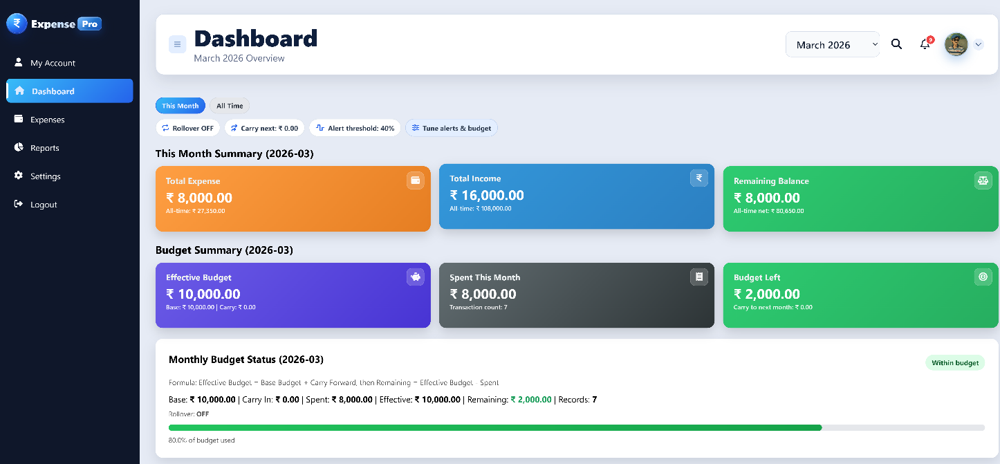 ₹ Expense Pro
My Account
Dashboard
Expenses
Reports
Settings
Logout
Dashboard
March 2026 Overview
March 2026
9
This Month
All Time
Rollover OFF
Carry next: ₹ 0.00
Alert threshold: 40%
Tune alerts & budget
This Month Summary (2026-03)
Total Expense
₹ 8,000.00
All-time: ₹ 27,350.00
Total Income
₹
₹ 16,000.00
All-time: ₹ 108,000.00
Remaining Balance
₹ 8,000.00
All-time net: ₹ 80,650.00
Budget Summary (2026-03)
Effective Budget
₹ 10,000.00
Base: ₹ 10,000.00 | Carry: ₹ 0.00
Spent This Month
₹ 8,000.00
Transaction count: 7
Budget Left
₹ 2,000.00
Carry to next month: ₹ 0.00
Monthly Budget Status (2026-03)
Within budget
Formula: Effective Budget = Base Budget + Carry Forward, then Remaining = Effective Budget - Spent
Base: ₹ 10,000.00 | Carry In: ₹ 0.00 | Spent: ₹ 8,000.00 | Effective: ₹ 10,000.00 | Remaining: ₹ 2,000.00 | Records: 7
Rollover: OFF
80.0% of budget used